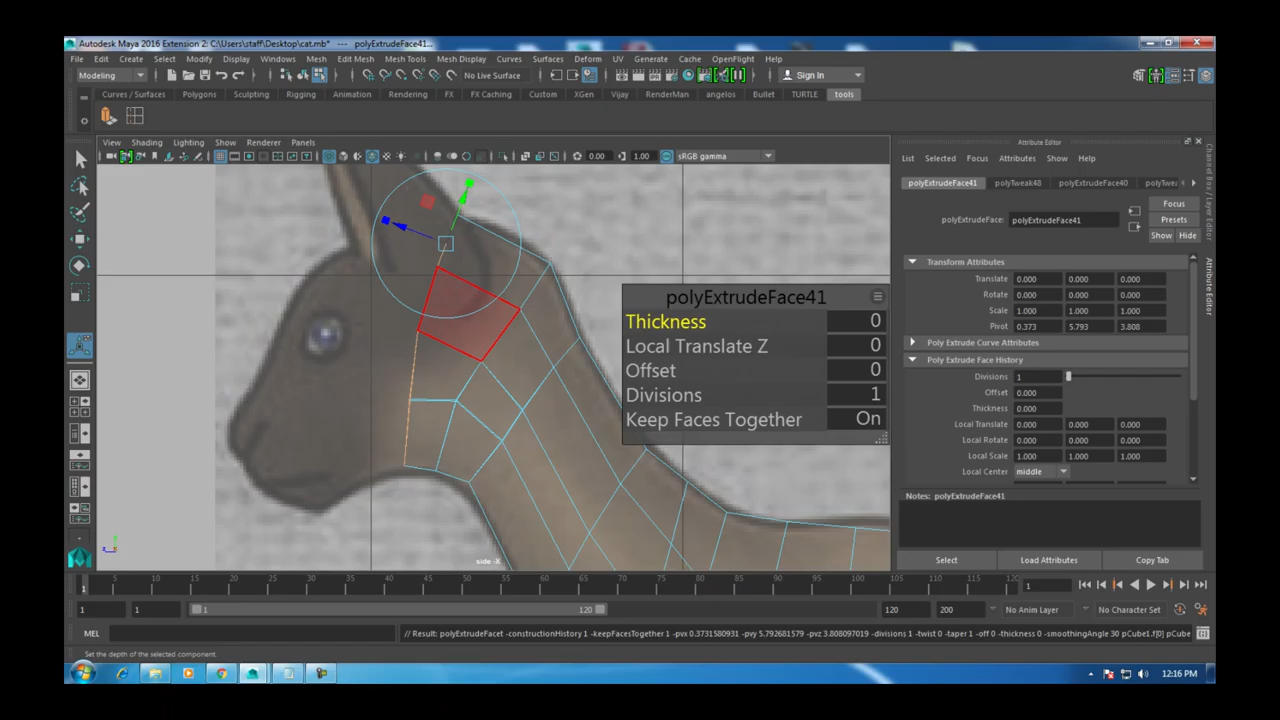 Autodesk Maya 2016 Extension 2: C:\Users\staff\Desktop\cat.mb* --- polyExtrudeFace41...
File Edit Create Select Modify Display Windows Mesh Edit Mesh Mesh Tools Mesh Display Curves Surfaces Deform UV Generate Cache OpenFlight Help
Modeling No Live Surface Sign In
Curves / Surfaces Polygons Sculpting Rigging Animation Rendering FX FX Caching Custom XGen Vijay RenderMan angelos Bullet TURTLE tools
View Shading Lighting Show Renderer Panels
0.00 1.00 sRGB gamma
side -X
polyExtrudeFace41
Thickness 0
Local Translate Z 0
Offset 0
Divisions 1
Keep Faces Together On
Attribute Editor
List Selected Focus Attributes Show Help
polyExtrudeFace41 polyTweak48 polyExtrudeFace40 polyTwea
Focus
polyExtrudeFace: polyExtrudeFace41
Presets
Show Hide
Transform Attributes
Translate 0.000 0.000 0.000
Rotate 0.000 0.000 0.000
Scale 1.000 1.000 1.000
Pivot 0.373 5.793 3.808
Poly Extrude Curve Attributes
Poly Extrude Face History
Divisions 1
Offset 0.000
Thickness 0.000
Local Translate 0.000 0.000 0.000
Local Rotate 0.000 0.000 0.000
Local Scale 1.000 1.000 1.000
Local Center middle
Notes: polyExtrudeFace41
Select Load Attributes Copy Tab
Channel Box / Layer Editor
Attribute Editor
5 10 15 20 25 30 35 40 45 50 55 60 65 70 75 80 85 90 95 100 105 110 115 120
1 1
1 1 1 120 120 200 No Anim Layer No Character Set
MEL // Result: polyExtrudeFacet -constructionHistory 1 -keepFacesTogether 1 -pvx 0.3731580931 -pvy 5.792681579 -pvz 3.808097019 -divisions 1 -twist 0 -taper 1 -off 0 -thickness 0 -smoothingAngle 30 pCube1.f[0] pCube
Set the depth of the selected component.
12:16 PM